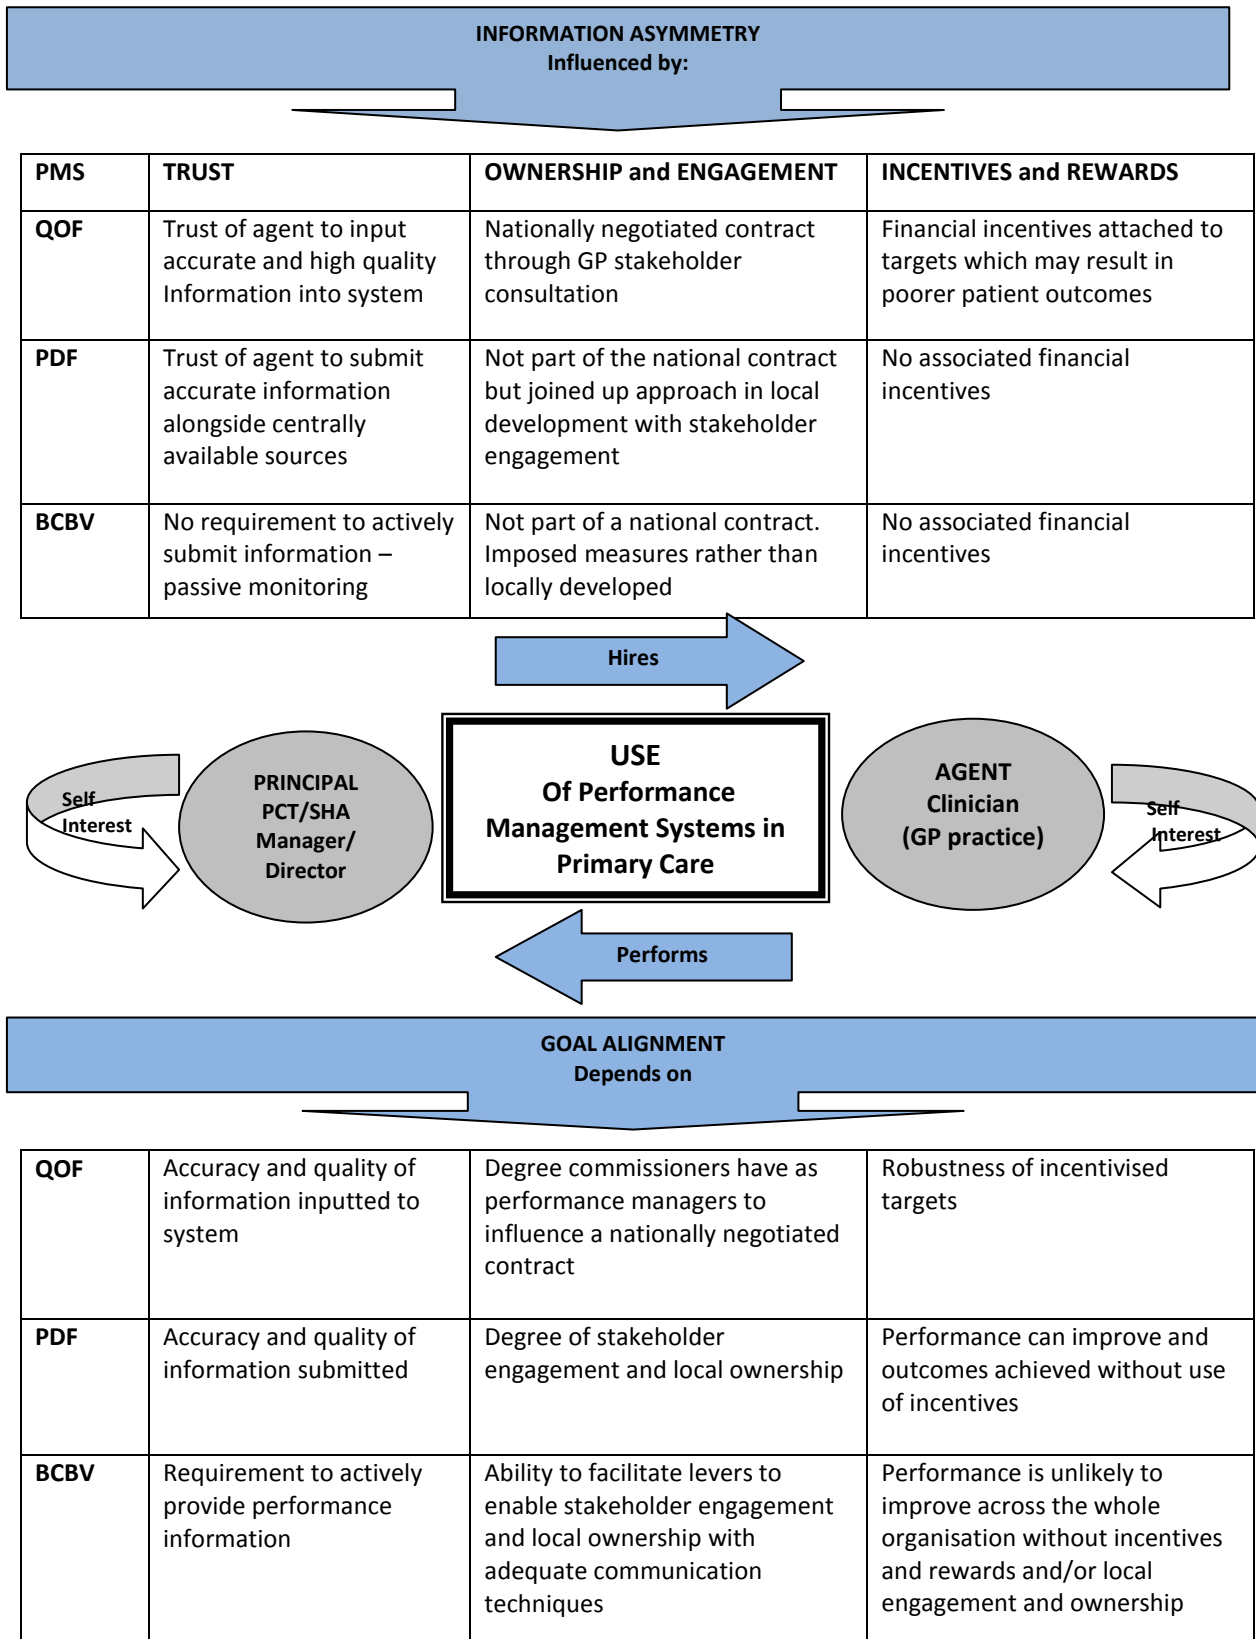 INFORMATION ASYMMETRY
Influenced by:
PMS
TRUST
OWNERSHIP and ENGAGEMENT
INCENTIVES and REWARDS
QOF
Trust of agent to input
accurate and high quality
Information into system
Nationally negotiated contract
through GP stakeholder
consultation
Financial incentives attached to
targets which may result in
poorer patient outcomes
PDF
Trust of agent to submit
accurate information
alongside centrally
available sources
Not part of the national contract
but joined up approach in local
development with stakeholder
engagement
No associated financial
incentives
BCBV
No requirement to actively
submit information –
passive monitoring
Not part of a national contract.
Imposed measures rather than
locally developed
No associated financial
incentives
Hires
Self
Interest
PRINCIPAL
PCT/SHA
Manager/
Director
USE
Of Performance
Management Systems in
Primary Care
AGENT
Clinician
(GP practice)
Self
Interest
Performs
GOAL ALIGNMENT
Depends on
QOF
Accuracy and quality of
information inputted to
system
Degree commissioners have as
performance managers to
influence a nationally negotiated
contract
Robustness of incentivised
targets
PDF
Accuracy and quality of
information submitted
Degree of stakeholder
engagement and local ownership
Performance can improve and
outcomes achieved without use
of incentives
BCBV
Requirement to actively
provide performance
information
Ability to facilitate levers to
enable stakeholder engagement
and local ownership with
adequate communication
techniques
Performance is unlikely to
improve across the whole
organisation without incentives
and rewards and/or local
engagement and ownership